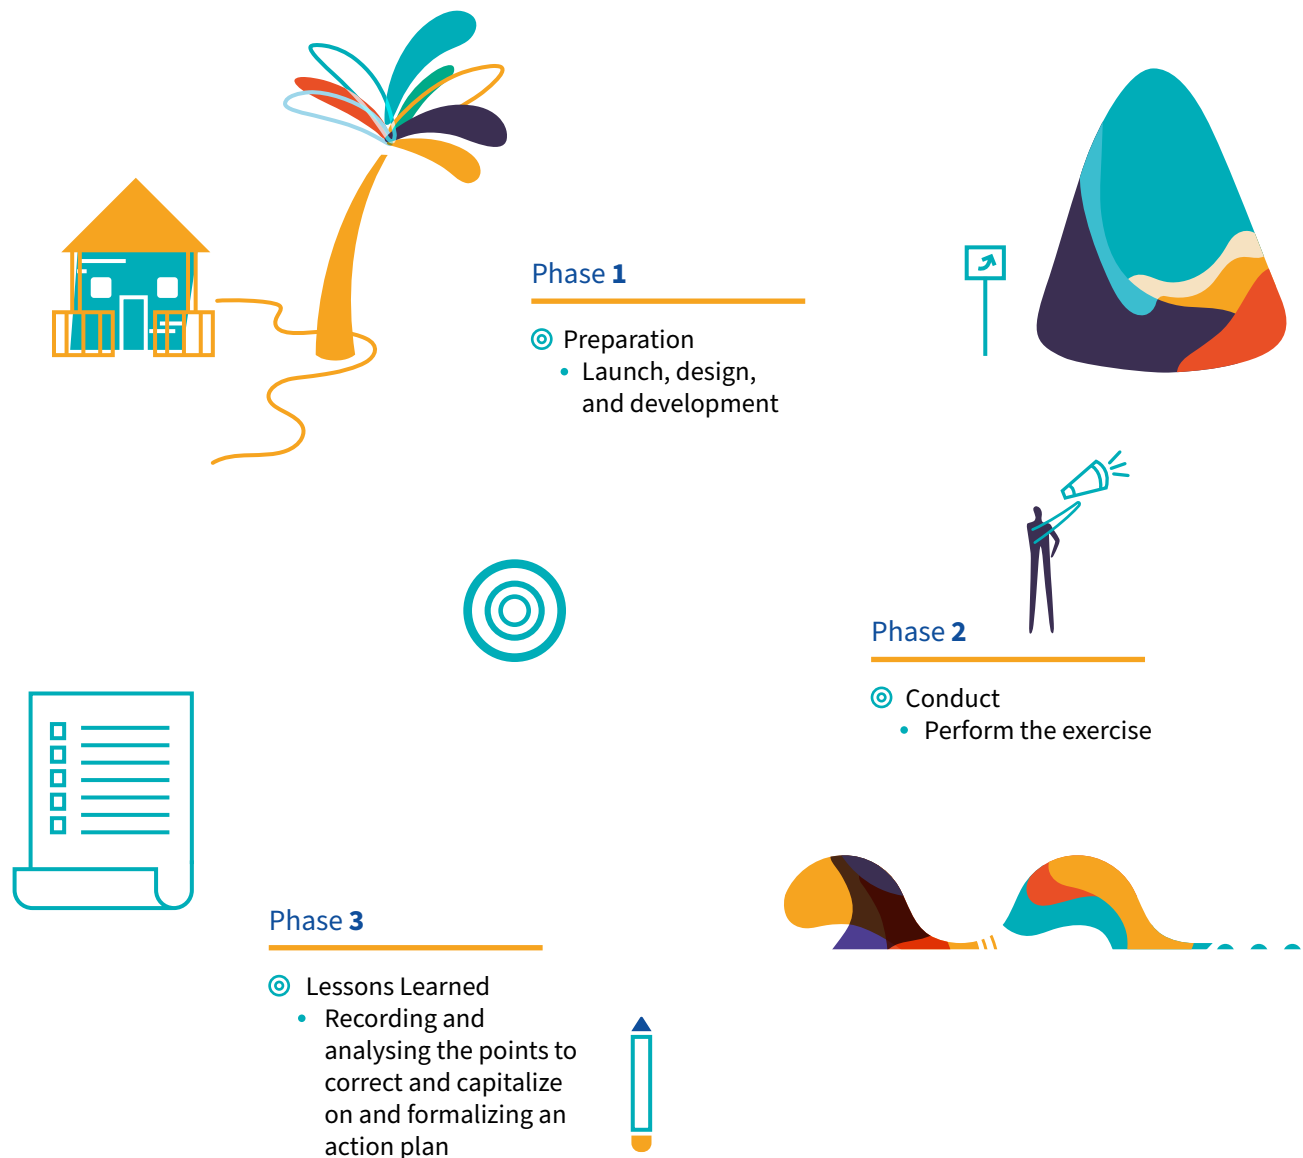 Phase 1
Preparation
• Launch, design,
and development
Phase 2
Conduct
• Perform the exercise
Phase 3
Lessons Learned
• Recording and
analysing the points to
correct and capitalize
on and formalizing an
action plan